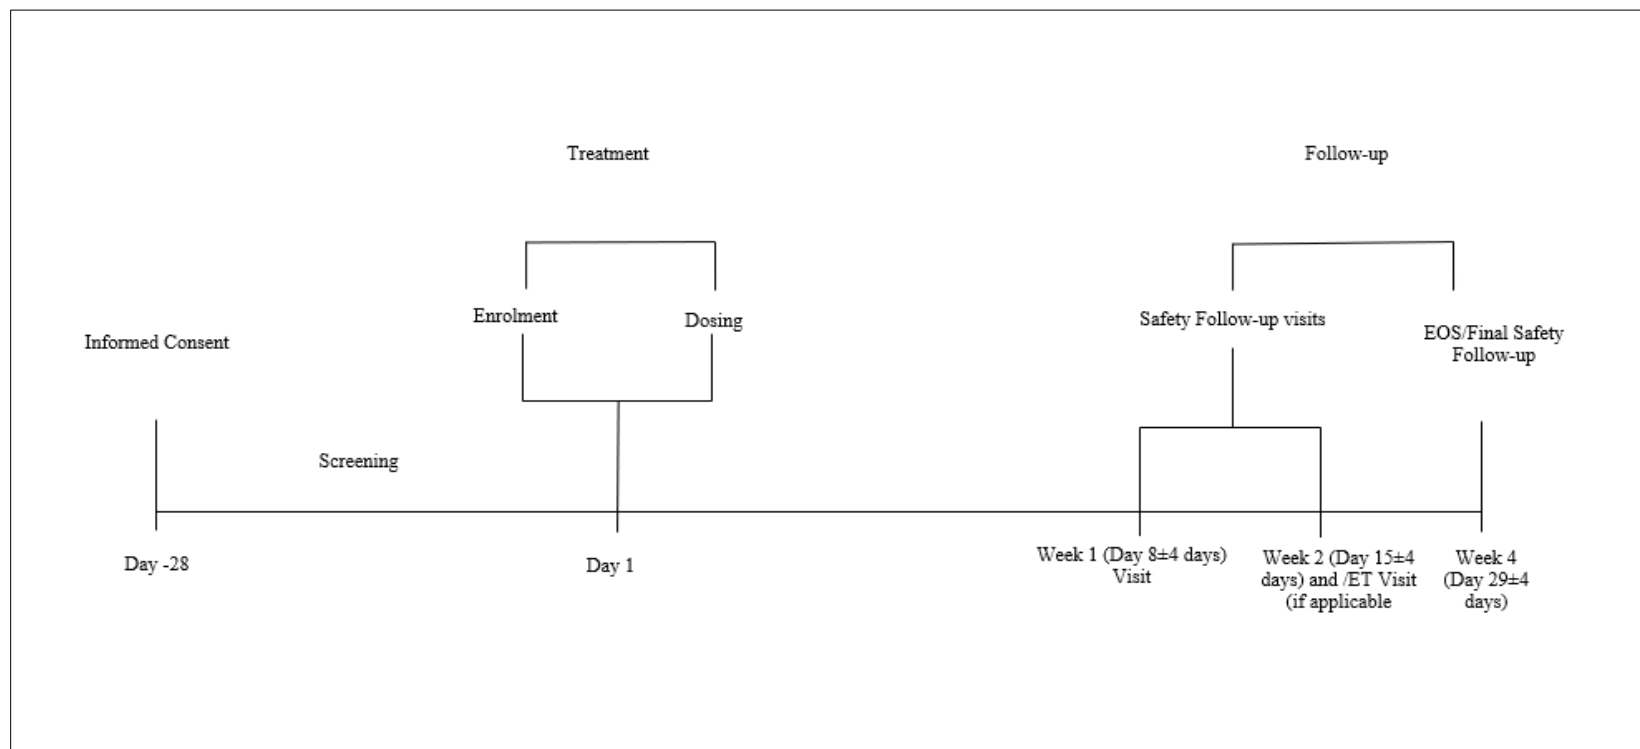 Treatment
Follow-up
Enrolment
Dosing
Safety Follow-up visits
EOS/Final Safety
Follow-up
Informed Consent
Screening
Day -28
Day 1
Week 1 (Day 8±4 days)
Visit
Week 2 (Day 15±4
days) and /ET Visit
(if applicable
Week 4
(Day 29±4
days)